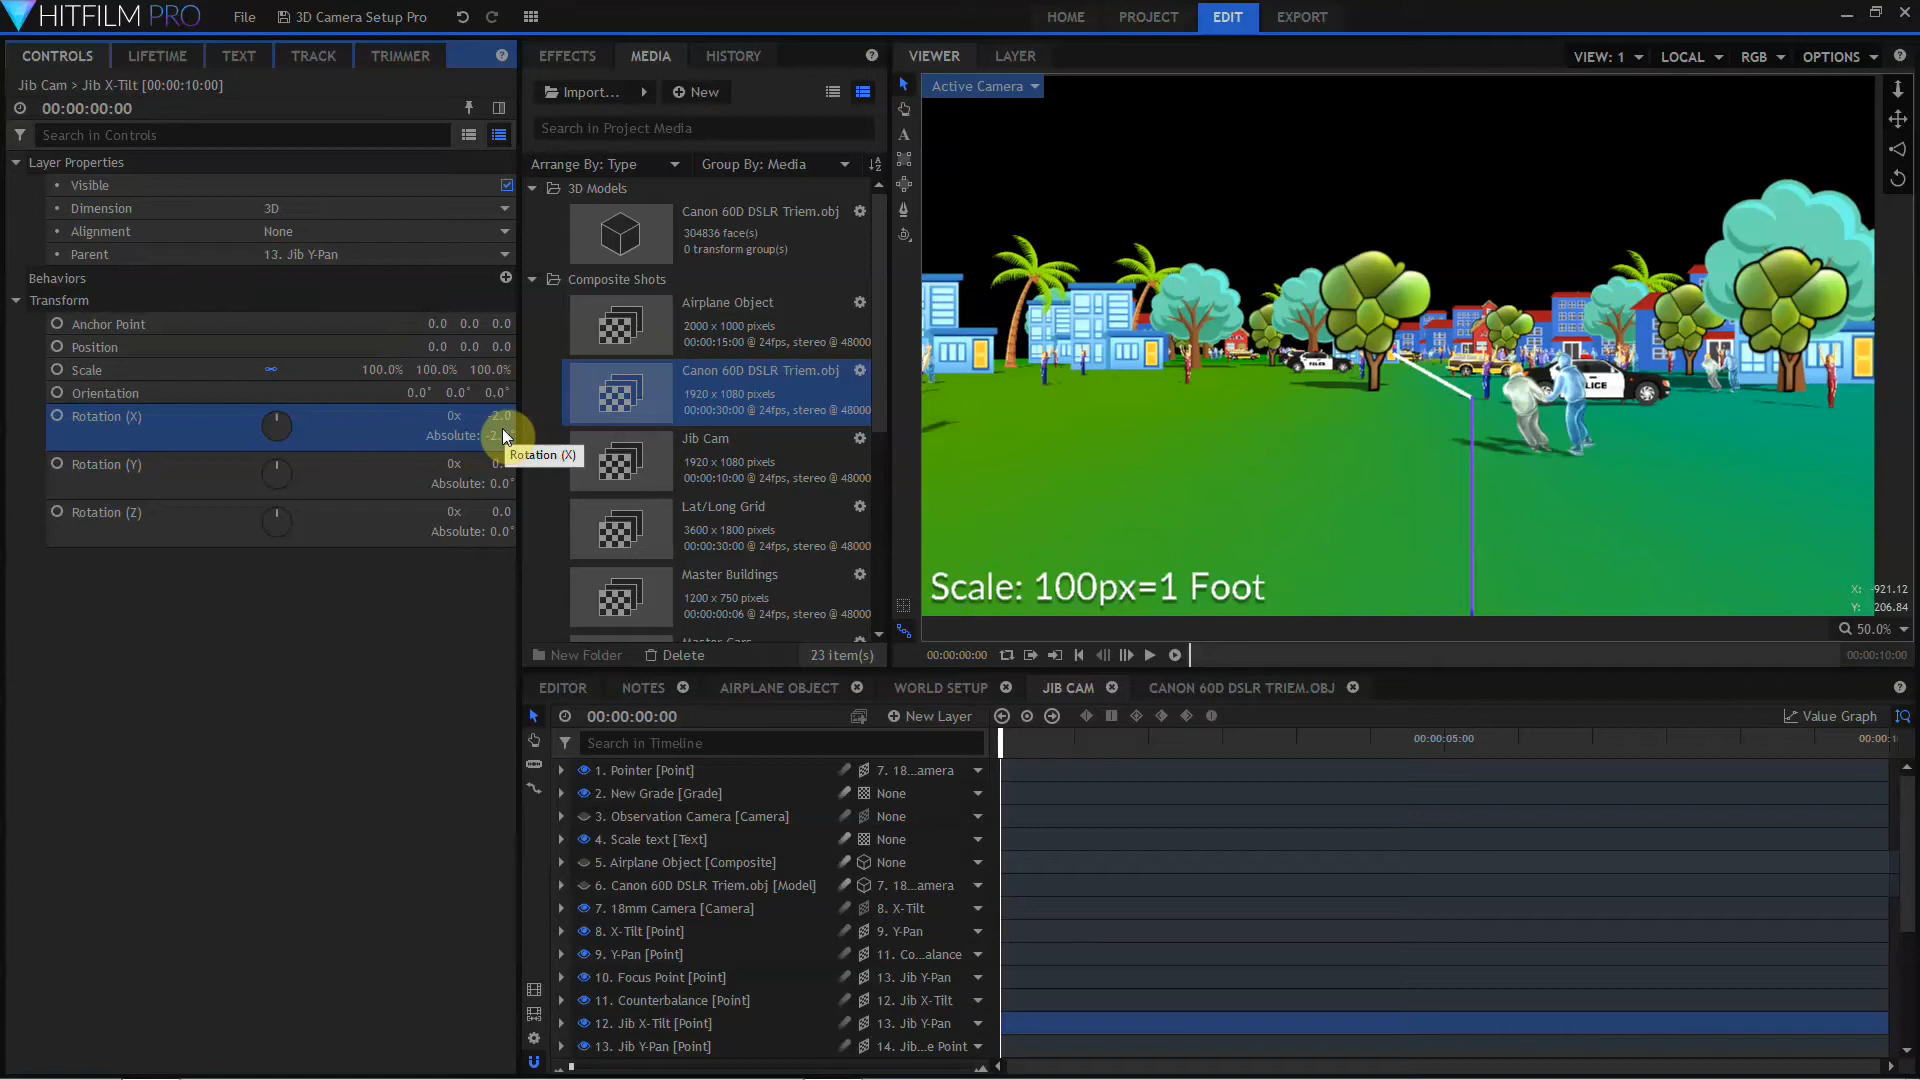 HITFILM PRO
File
3D Camera Setup Pro
HOME
PROJECT
EDIT
EXPORT
CONTROLS
LIFETIME
TEXT
TRACK
TRIMMER
Jib Cam > Jib X-Tilt [00:00:10:00]
00:00:00:00
Search in Controls
Layer Properties
Visible
Dimension 3D
Alignment None
Parent 13. Jib Y-Pan
Behaviors
Transform
Anchor Point 0.0 0.0 0.0
Position 0.0 0.0 0.0
Scale 100.0% 100.0% 100.0%
Orientation 0.0° 0.0° 0.0°
Rotation (X) 0x -2.0
Absolute:
Rotation (X)
Rotation (Y) 0x
Absolute: 0.0°
Rotation (Z) 0x 0.0
Absolute: 0.0°
EFFECTS
MEDIA
HISTORY
Import...
New
Search in Project Media
Arrange By: Type
Group By: Media
3D Models
Canon 60D DSLR Triem.obj
304836 face(s)
0 transform group(s)
Composite Shots
Airplane Object
2000 x 1000 pixels
00:00:15:00 @ 24fps, stereo @ 48000
Canon 60D DSLR Triem.obj
1920 x 1080 pixels
00:00:30:00 @ 24fps, stereo @ 48000
Jib Cam
1920 x 1080 pixels
00:00:10:00 @ 24fps, stereo @ 48000
Lat/Long Grid
3600 x 1800 pixels
00:00:30:00 @ 24fps, stereo @ 48000
Master Buildings
1200 x 750 pixels
00:00:00:06 @ 24fps, stereo @ 48000
Master Cars
New Folder
Delete
23 item(s)
VIEWER
LAYER
VIEW: 1
LOCAL
RGB
OPTIONS
Active Camera
POLICE
Scale: 100px=1 Foot
X: -921.12
Y: 206.84
50.0%
00:00:00:00
00:00:10:00
EDITOR
NOTES
AIRPLANE OBJECT
WORLD SETUP
JIB CAM
CANON 60D DSLR TRIEM.OBJ
00:00:00:00
New Layer
Value Graph
Search in Timeline
00:00:05:00
1. Pointer [Point] 7. 18...amera
2. New Grade [Grade] None
3. Observation Camera [Camera] None
4. Scale text [Text] None
5. Airplane Object [Composite] None
6. Canon 60D DSLR Triem.obj [Model] 7. 18...amera
7. 18mm Camera [Camera] 8. X-Tilt
8. X-Tilt [Point] 9. Y-Pan
9. Y-Pan [Point] 11. Co...alance
10. Focus Point [Point] 13. Jib Y-Pan
11. Counterbalance [Point] 12. Jib X-Tilt
12. Jib X-Tilt [Point] 13. Jib Y-Pan
13. Jib Y-Pan [Point] 14. Jib...e Point